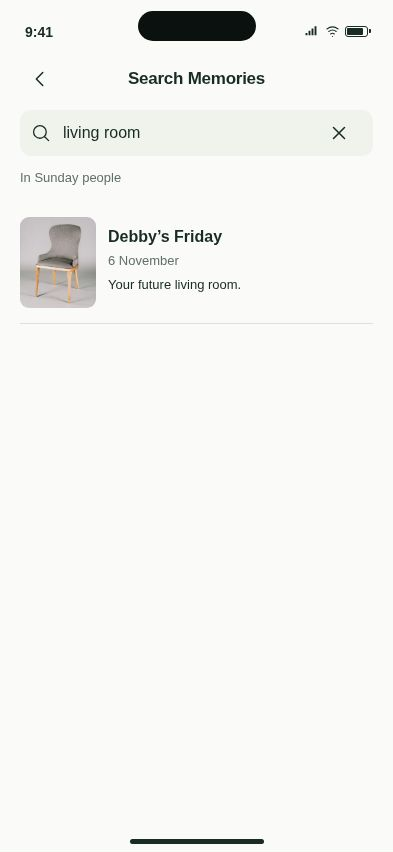 9:41
Search Memories
living room
In Sunday people
Debby’s Friday
6 November
Your future living room.